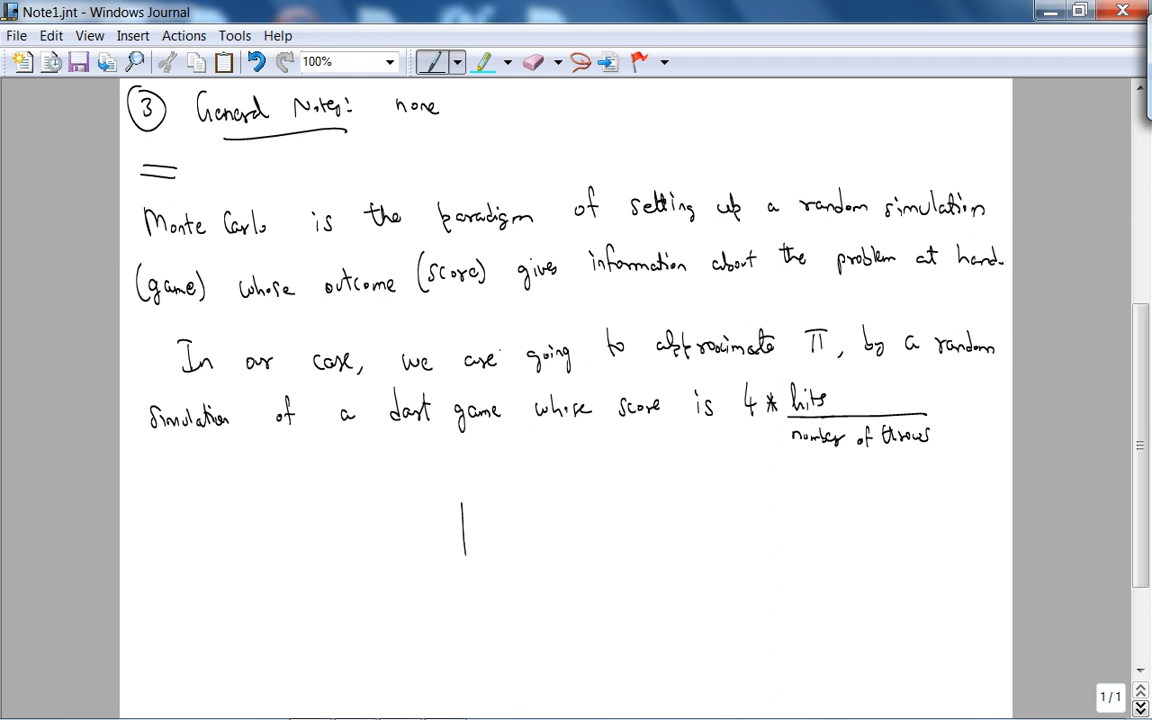 Note1.jnt - Windows Journal
File Edit View Insert Actions Tools Help
100%
3 General Notes: none
Monte Carlo is the paradigm of setting up a random simulation
(game) whose outcome (score) gives information about the problem at hand.
In our case, we are going to approximate π, by a random
simulation of a dart game whose score is 4 * hits
number of throws
1 / 1